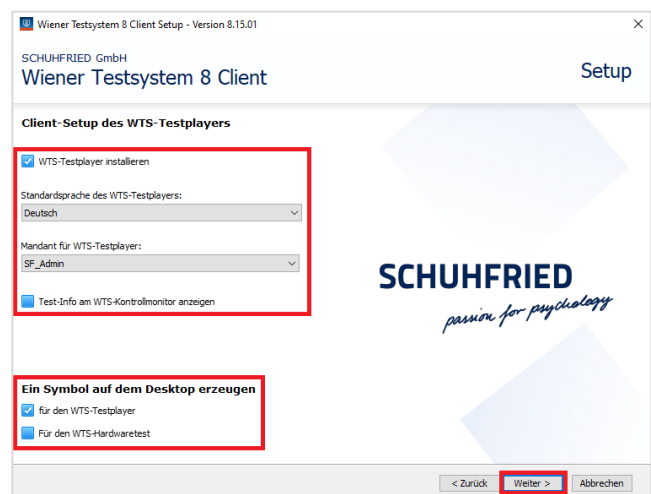 Wiener Testsystem 8 Client Setup - Version 8.15.01
SCHUHFRIED GmbH
Wiener Testsystem 8 Client
Setup
Client-Setup des WTS-Testplayers
WTS-Testplayer installieren
Standardsprache des WTS-Testplayers:
Deutsch
Mandant für WTS-Testplayer:
SF_Admin
Test-Info am WTS-Kontrollmonitor anzeigen
SCHUHFRIED
passion for psychology
Ein Symbol auf dem Desktop erzeugen
für den WTS-Testplayer
Für den WTS-Hardwaretest
< Zurück Weiter > Abbrechen